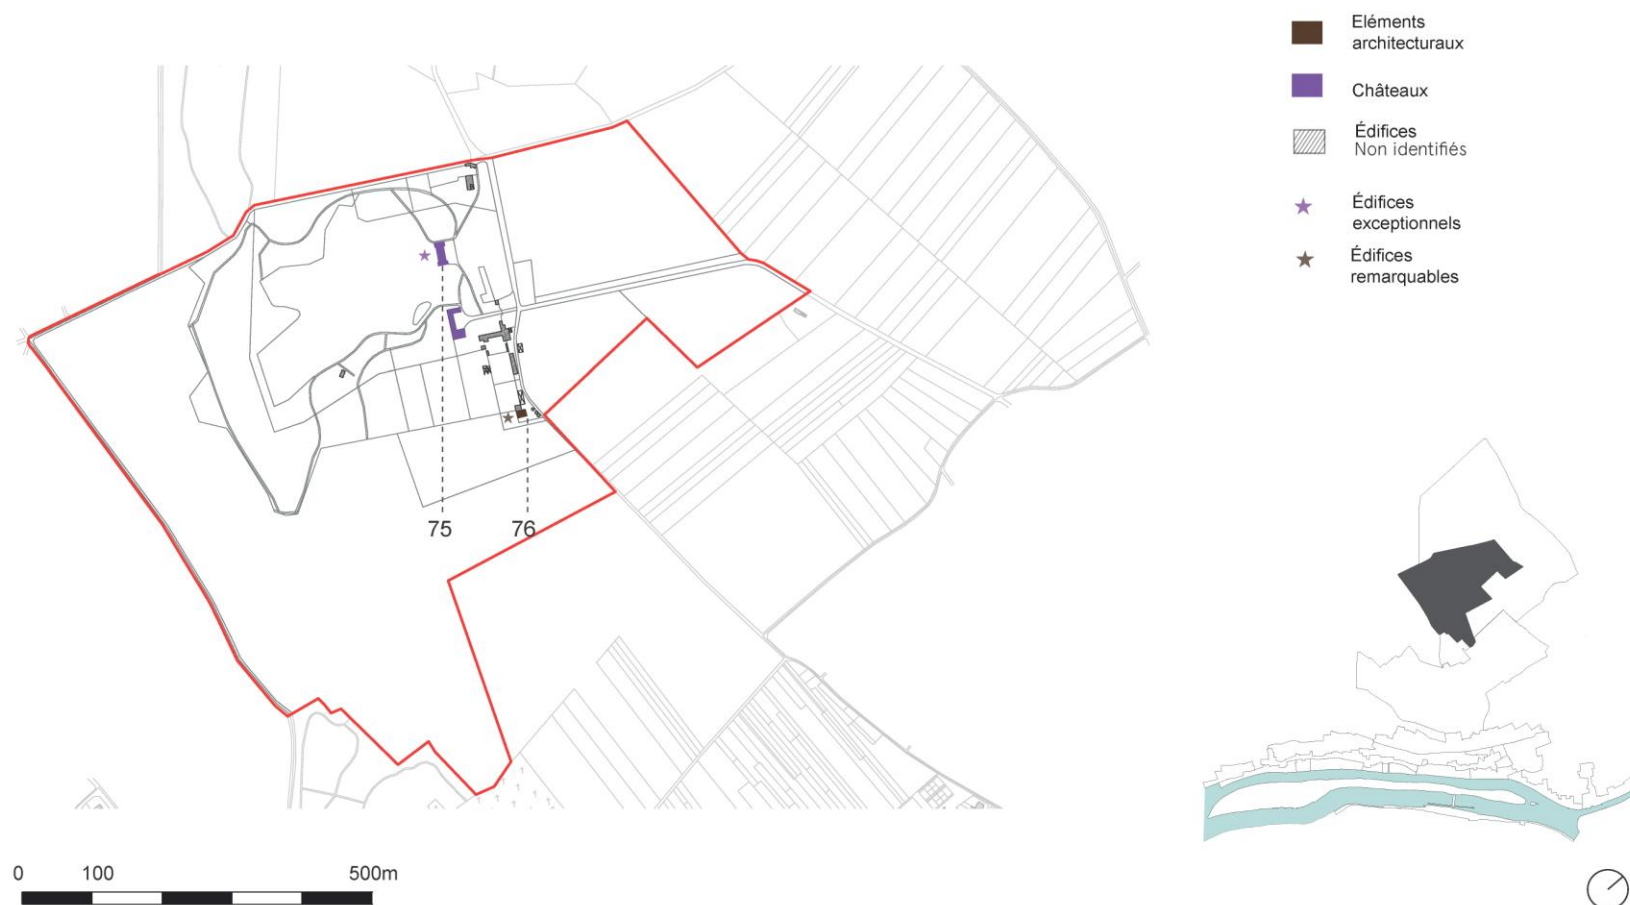 Eléments
architecturaux
Châteaux
Édifices
Non identifiés
Édifices
exceptionnels
Édifices
remarquables
75
76
0 100 500m